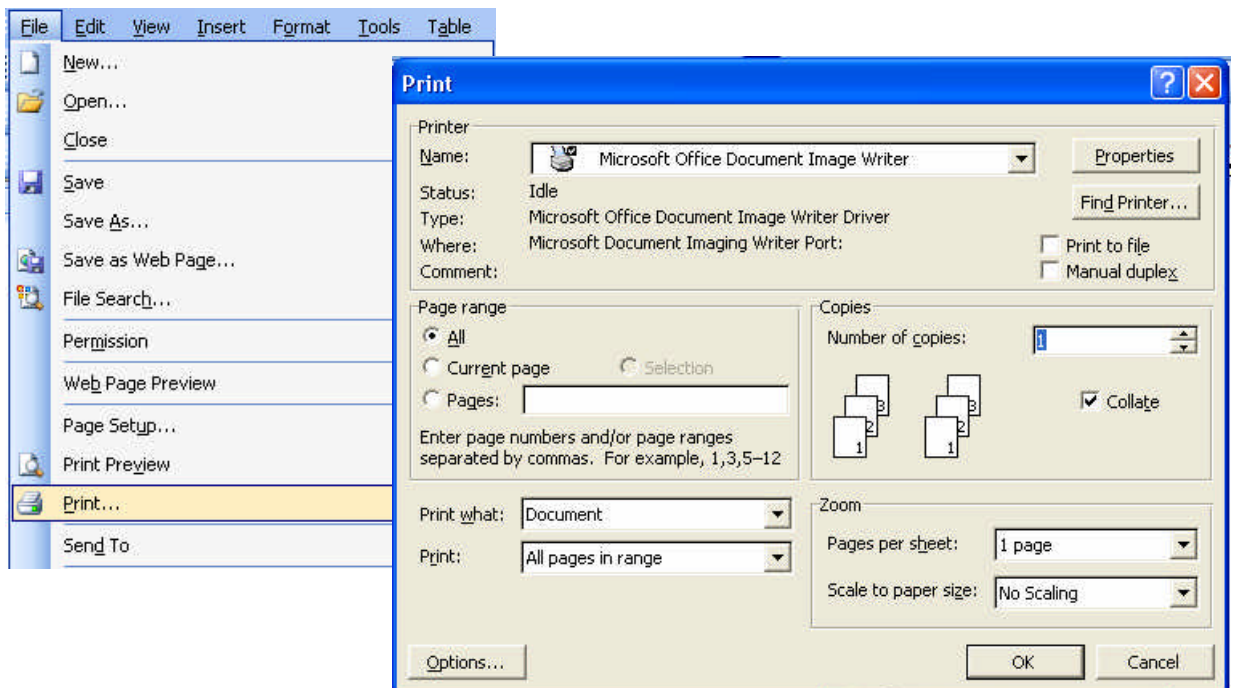 File Edit View Insert Format Tools Table
New...
Open...
Close
Save
Save As...
Save as Web Page...
File Search...
Permission
Web Page Preview
Page Setup...
Print Preview
Print...
Send To
Print
Printer
Name: Microsoft Office Document Image Writer Properties
Status: Idle Find Printer...
Type: Microsoft Office Document Image Writer Driver
Where: Microsoft Document Imaging Writer Port: Print to file
Comment: Manual duplex
Page range
All
Current page Selection
Pages:
Enter page numbers and/or page ranges
separated by commas. For example, 1,3,5–12
Copies
Number of copies: 1
3 3
2 2
1 1
Collate
Print what: Document
Print: All pages in range
Zoom
Pages per sheet: 1 page
Scale to paper size: No Scaling
Options... OK Cancel